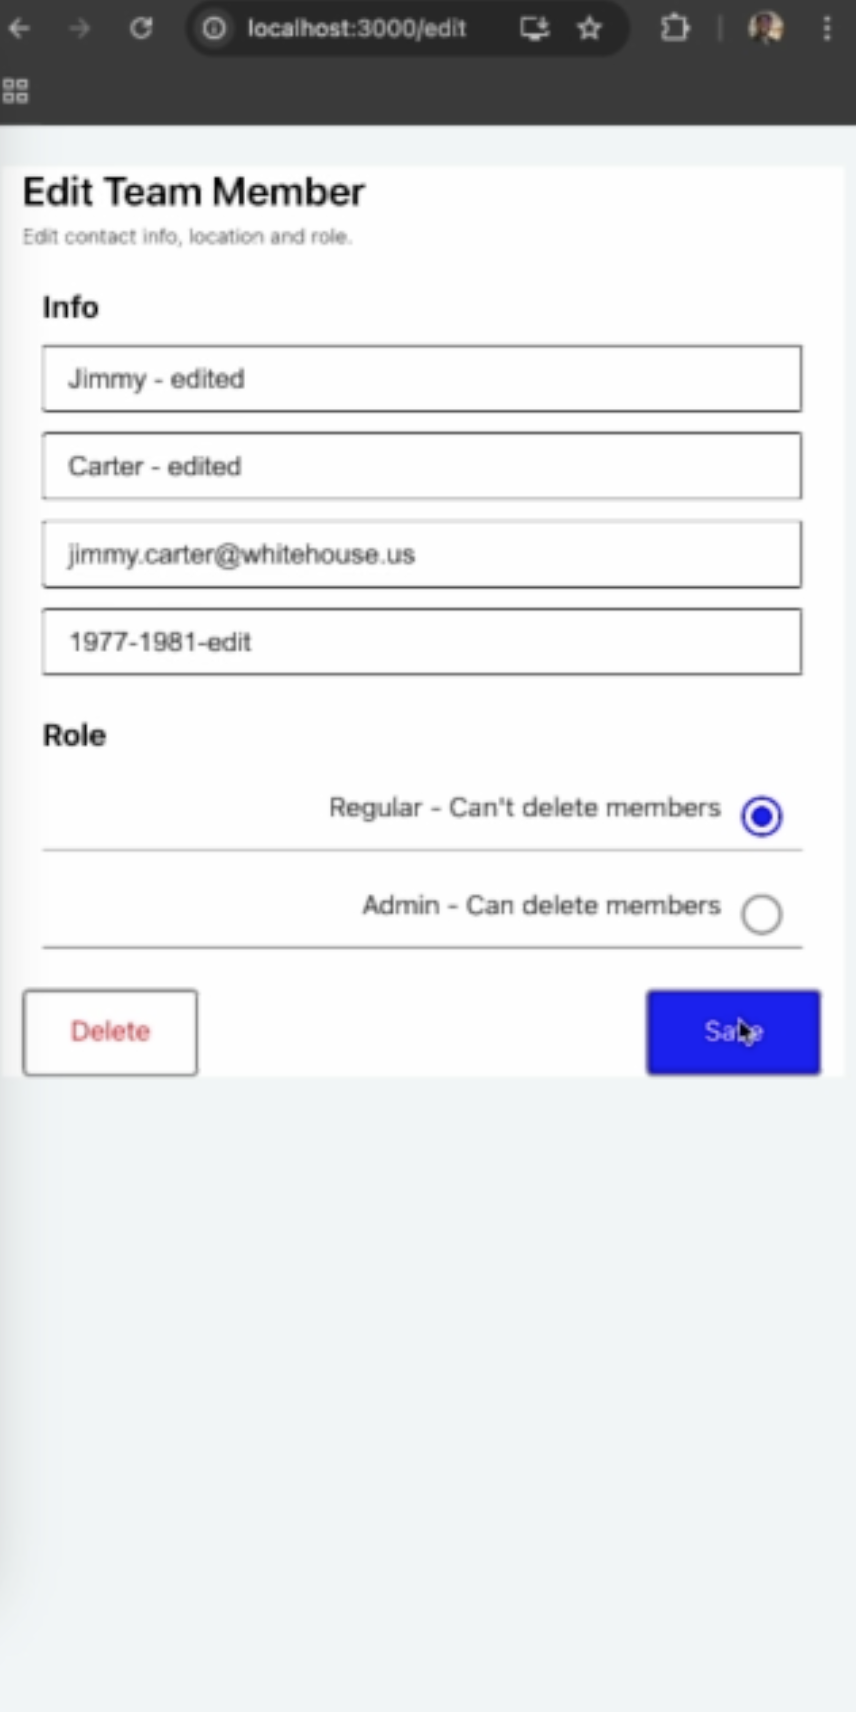 localhost:3000/edit
Edit Team Member
Edit contact info, location and role.
Info
Jimmy - edited
Carter - edited
jimmy.carter@whitehouse.us
1977-1981-edit
Role
Regular - Can't delete members
Admin - Can delete members
Delete
Save